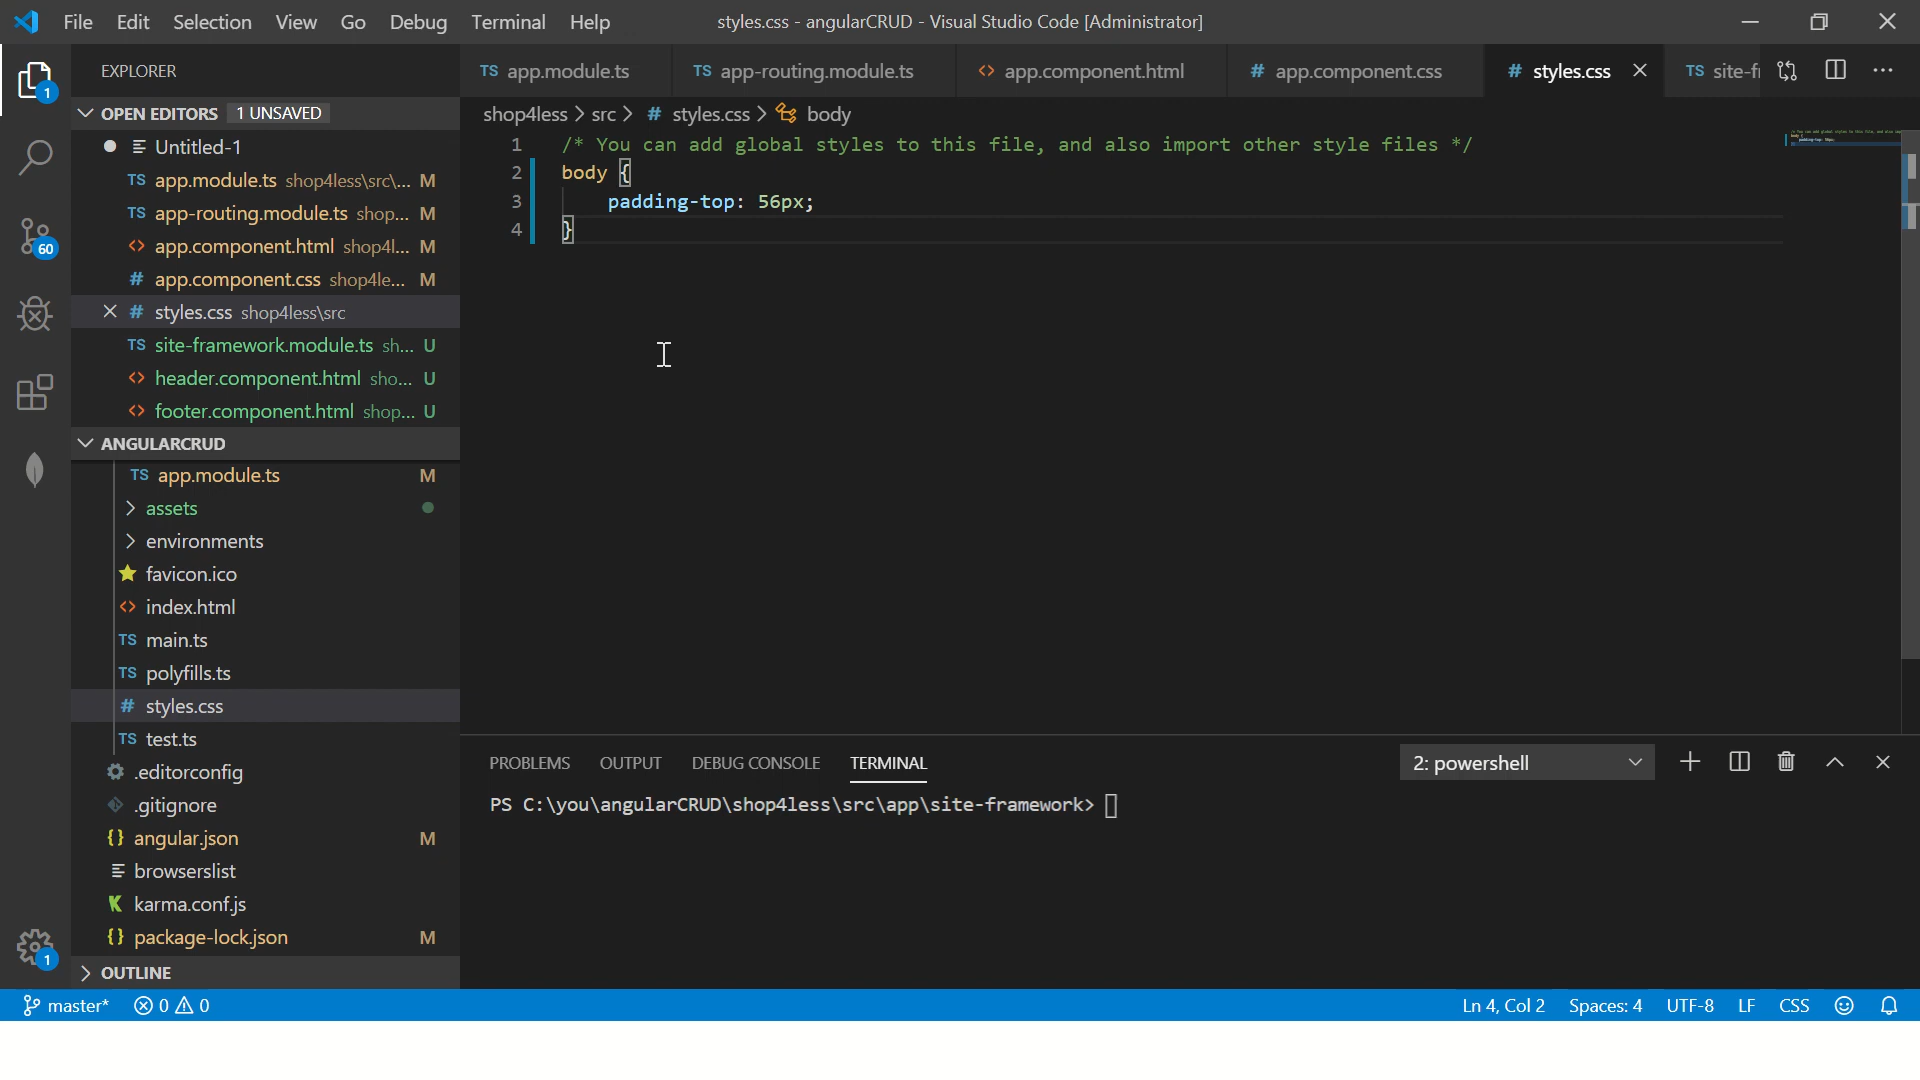 File Edit Selection View Go Debug Terminal Help
styles.css - angularCRUD - Visual Studio Code [Administrator]
EXPLORER
OPEN EDITORS 1 UNSAVED
Untitled-1
TS app.module.ts shop4less\src\... M
TS app-routing.module.ts shop... M
<> app.component.html shop4l... M
# app.component.css shop4le... M
# styles.css shop4less\src
TS site-framework.module.ts sh... U
<> header.component.html sho... U
<> footer.component.html shop... U
ANGULARCRUD
TS app.module.ts M
assets
environments
favicon.ico
<> index.html
TS main.ts
TS polyfills.ts
# styles.css
TS test.ts
.editorconfig
.gitignore
{} angular.json M
browserslist
karma.conf.js
{} package-lock.json M
OUTLINE
1
60
1
TS app.module.ts TS app-routing.module.ts <> app.component.html # app.component.css # styles.css TS site-f
shop4less > src > # styles.css > body
1 /* You can add global styles to this file, and also import other style files */
2 body {
3 padding-top: 56px;
4 }
PROBLEMS OUTPUT DEBUG CONSOLE TERMINAL 2: powershell
PS C:\you\angularCRUD\shop4less\src\app\site-framework>
master* 0 0 Ln 4, Col 2 Spaces: 4 UTF-8 LF CSS